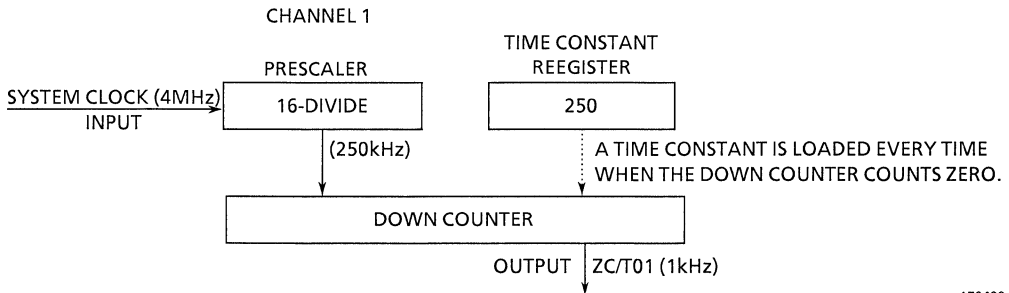 CHANNEL 1
TIME CONSTANT
REEGISTER
PRESCALER
SYSTEM CLOCK (4MHz)
INPUT
16-DIVIDE
250
(250kHz)
A TIME CONSTANT IS LOADED EVERY TIME
WHEN THE DOWN COUNTER COUNTS ZERO.
DOWN COUNTER
OUTPUT
ZC/T01 (1kHz)